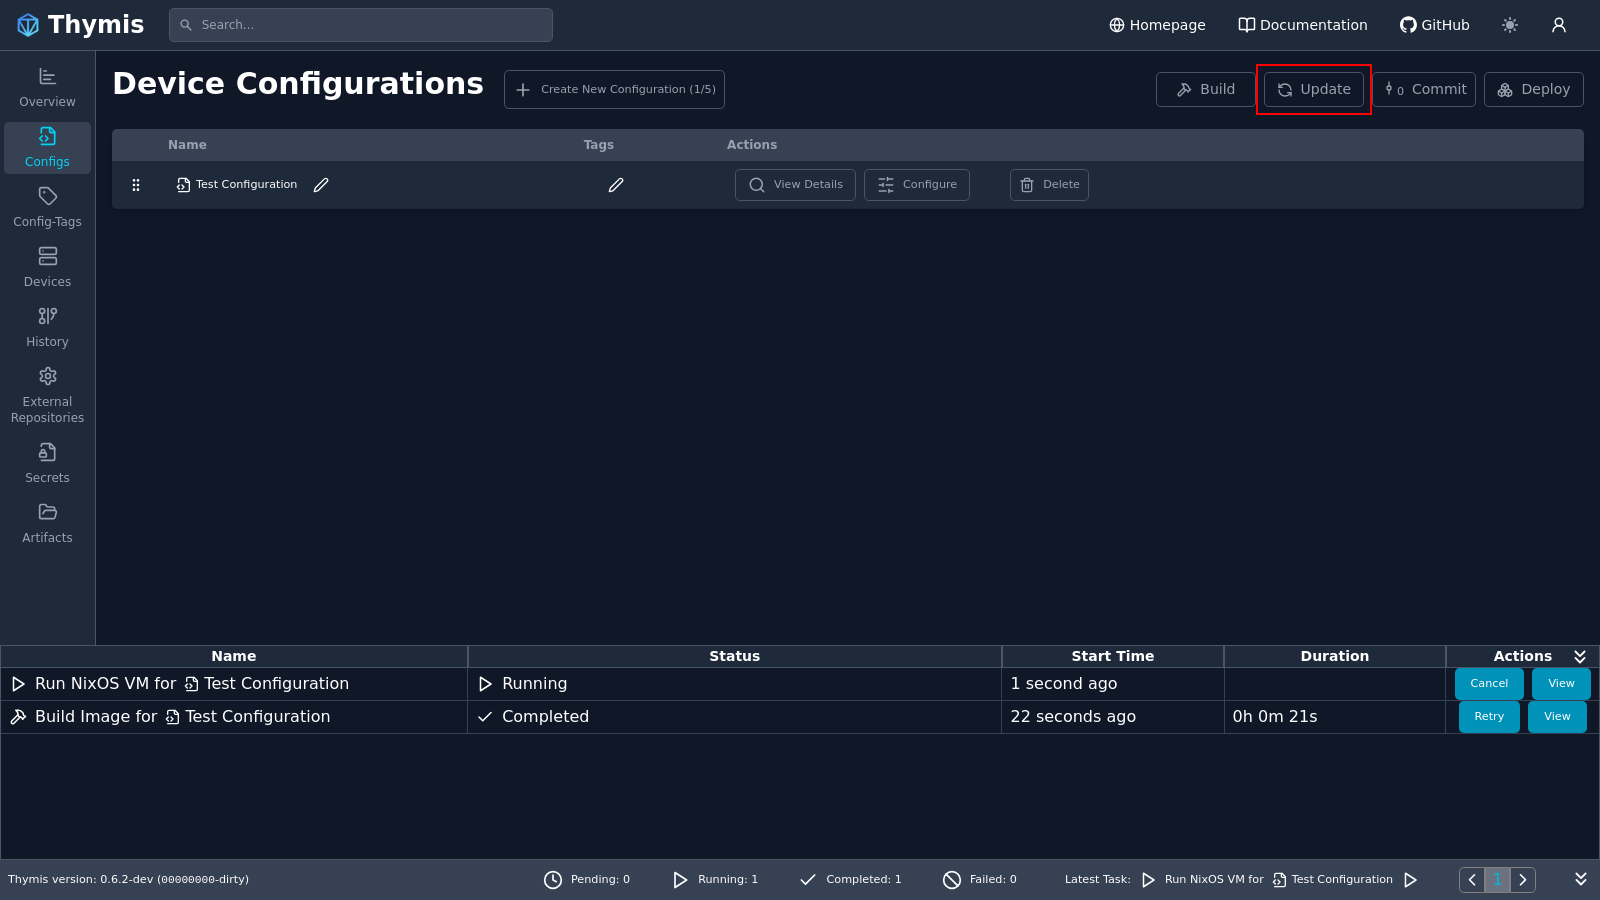 Thymis
Search...
Homepage
Documentation
GitHub
Overview
Configs
Config-Tags
Devices
History
External
Repositories
Secrets
Artifacts
Device Configurations
Create New Configuration (1/5)
Build
Update
0 Commit
Deploy
Name Tags Actions
Test Configuration View Details Configure Delete
Name Status Start Time Duration Actions
Run NixOS VM for Test Configuration Running 1 second ago Cancel View
Build Image for Test Configuration Completed 22 seconds ago 0h 0m 21s Retry View
Thymis version: 0.6.2-dev (00000000-dirty) Pending: 0 Running: 1 Completed: 1 Failed: 0 Latest Task: Run NixOS VM for Test Configuration 1